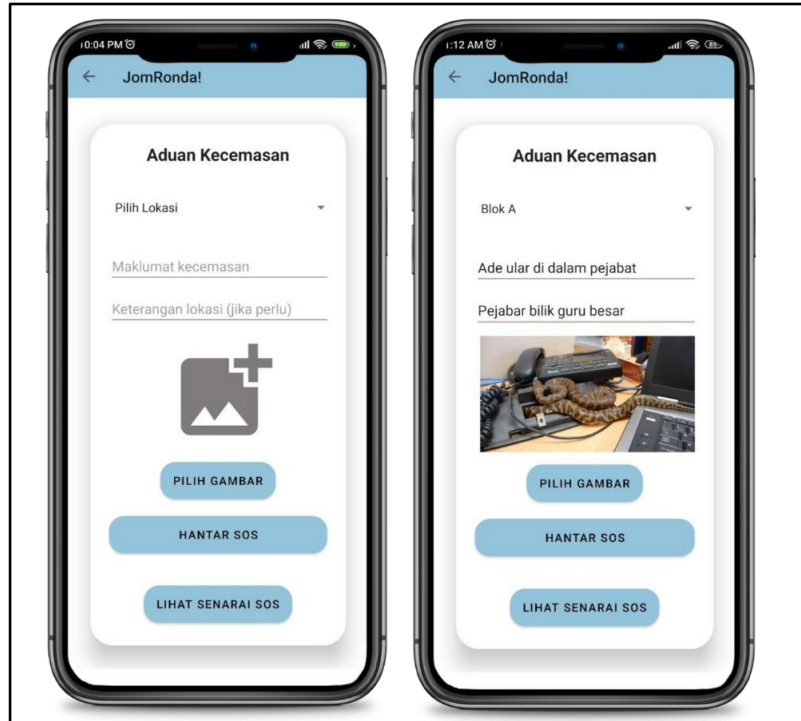 10:04 PM
JomRonda!
Aduan Kecemasan
Pilih Lokasi
Maklumat kecemasan
Keterangan lokasi (jika perlu)
PILIH GAMBAR
HANTAR SOS
LIHAT SENARAI SOS
1:12 AM
JomRonda!
Aduan Kecemasan
Blok A
Ade ular di dalam pejabat
Pejabar bilik guru besar
PILIH GAMBAR
HANTAR SOS
LIHAT SENARAI SOS